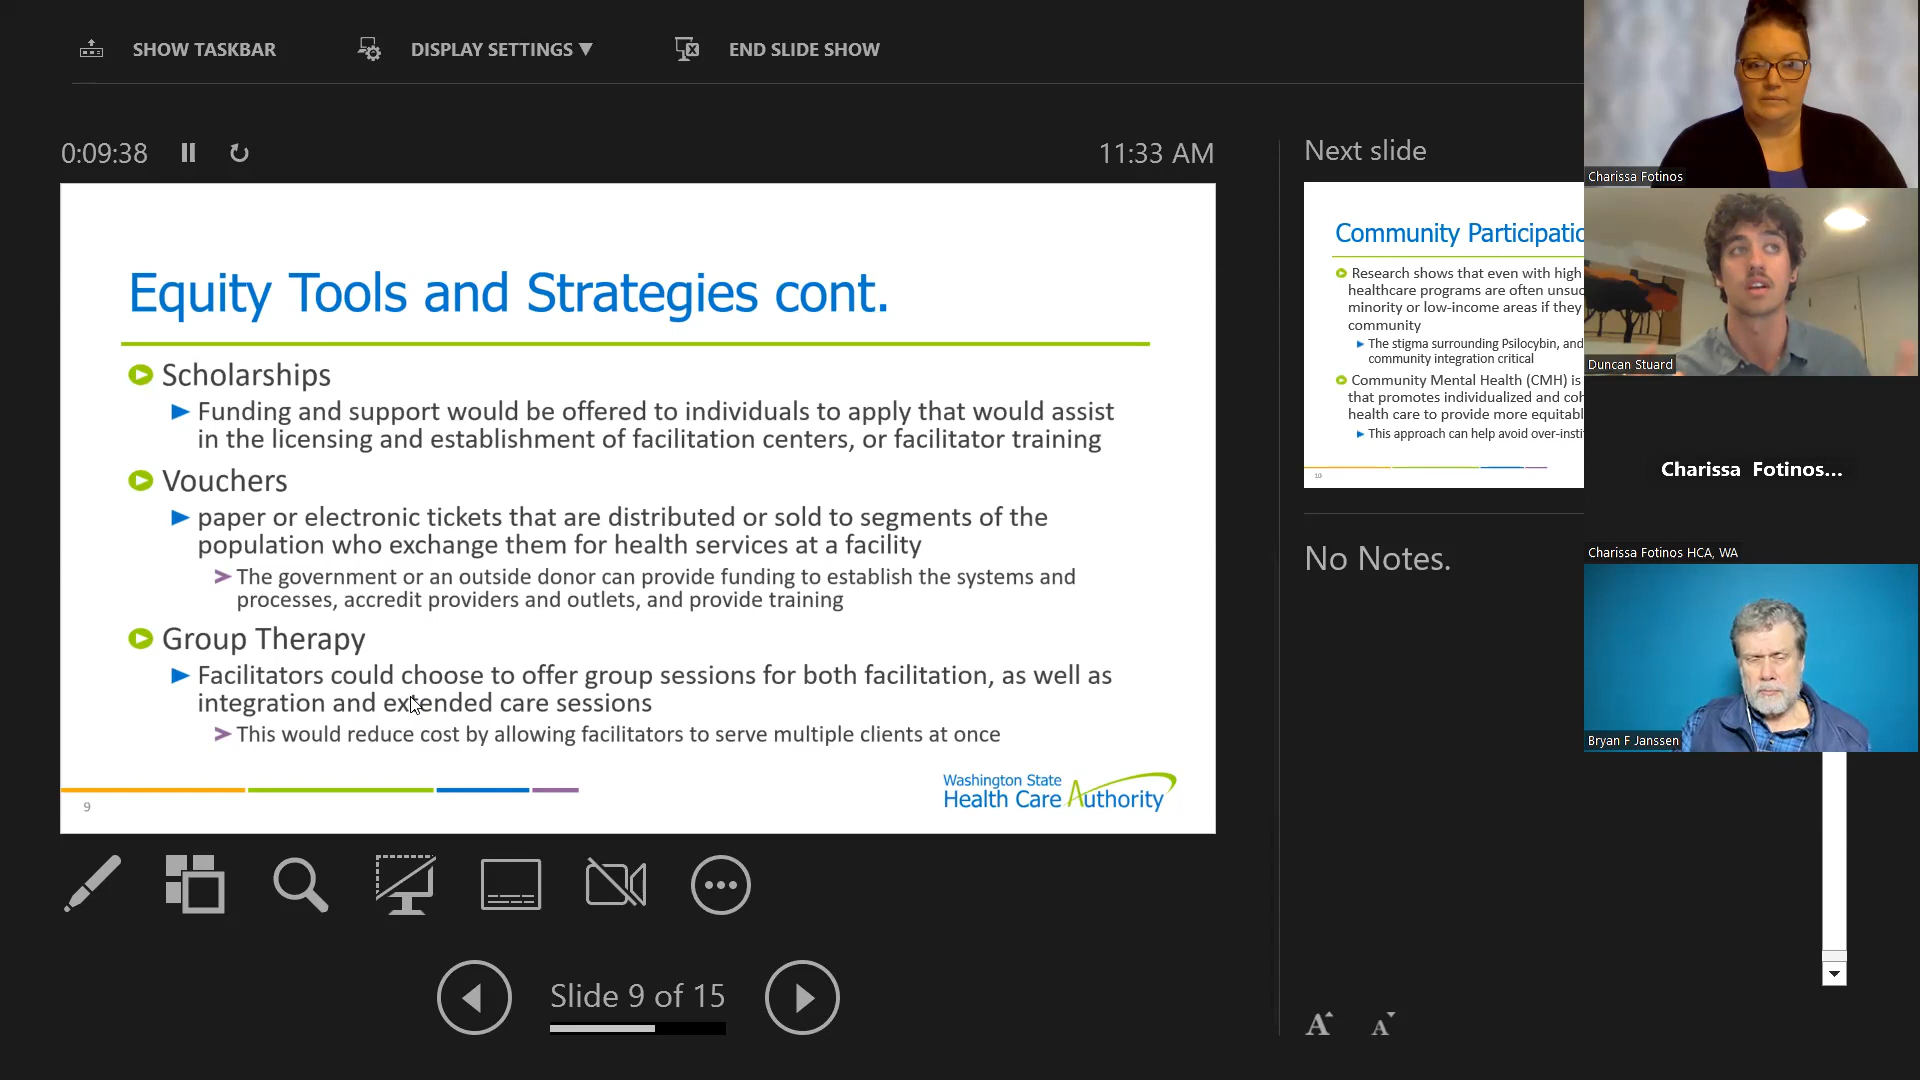 SHOW TASKBAR
DISPLAY SETTINGS ▼
END SLIDE SHOW
0:09:38
11:33 AM
Equity Tools and Strategies cont.
Scholarships
Funding and support would be offered to individuals to apply that would assist
in the licensing and establishment of facilitation centers, or facilitator training
Vouchers
paper or electronic tickets that are distributed or sold to segments of the
population who exchange them for health services at a facility
The government or an outside donor can provide funding to establish the systems and
processes, accredit providers and outlets, and provide training
Group Therapy
Facilitators could choose to offer group sessions for both facilitation, as well as
integration and extended care sessions
This would reduce cost by allowing facilitators to serve multiple clients at once
9
Washington State
Health Care Authority
Slide 9 of 15
Next slide
Community Participatio
Research shows that even with high
healthcare programs are often unsuc
minority or low-income areas if they
community
The stigma surrounding Psilocybin, and
community integration critical
Community Mental Health (CMH) is
that promotes individualized and coh
health care to provide more equitabl
This approach can help avoid over-insti
10
No Notes.
A A
Charissa Fotinos
Duncan Stuard
Charissa Fotinos...
Charissa Fotinos HCA, WA
Bryan F Janssen